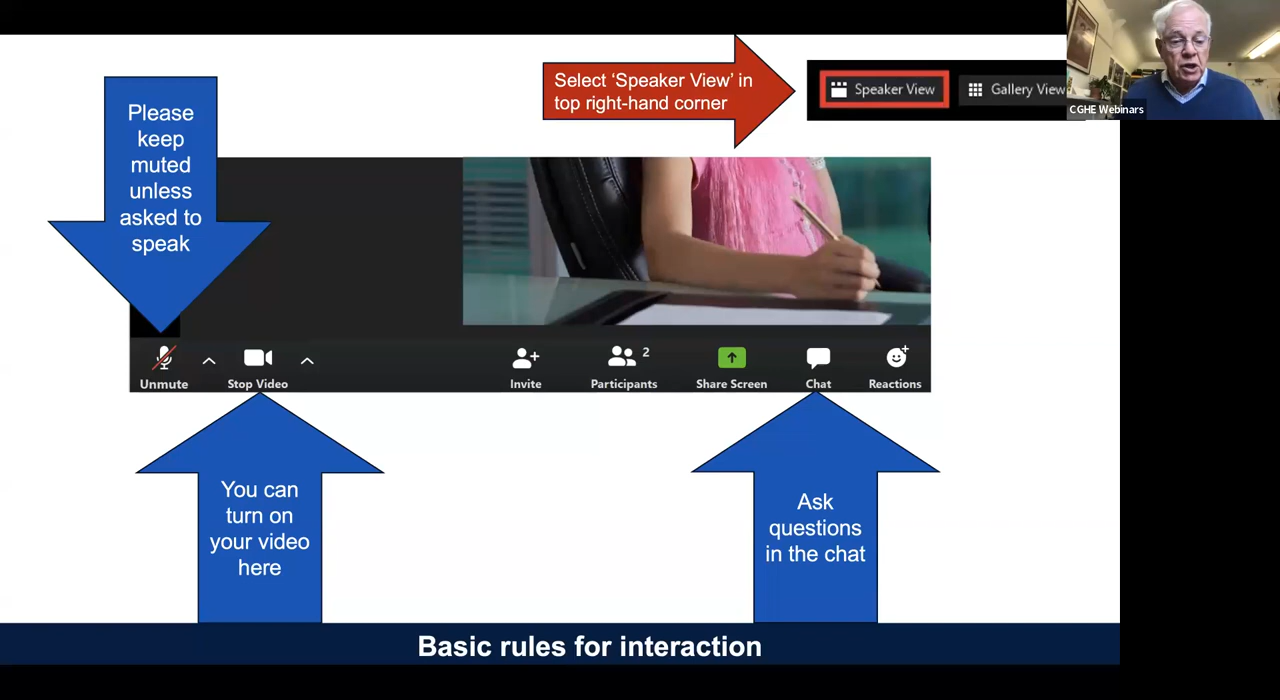 Select ‘Speaker View’ in
top right-hand corner
Speaker View
Gallery View
CGHE Webinars
Please
keep
muted
unless
asked to
speak
2
Unmute
Stop Video
Invite
Participants
Share Screen
Chat
Reactions
You can
turn on
your video
here
Ask
questions
in the chat
Basic rules for interaction